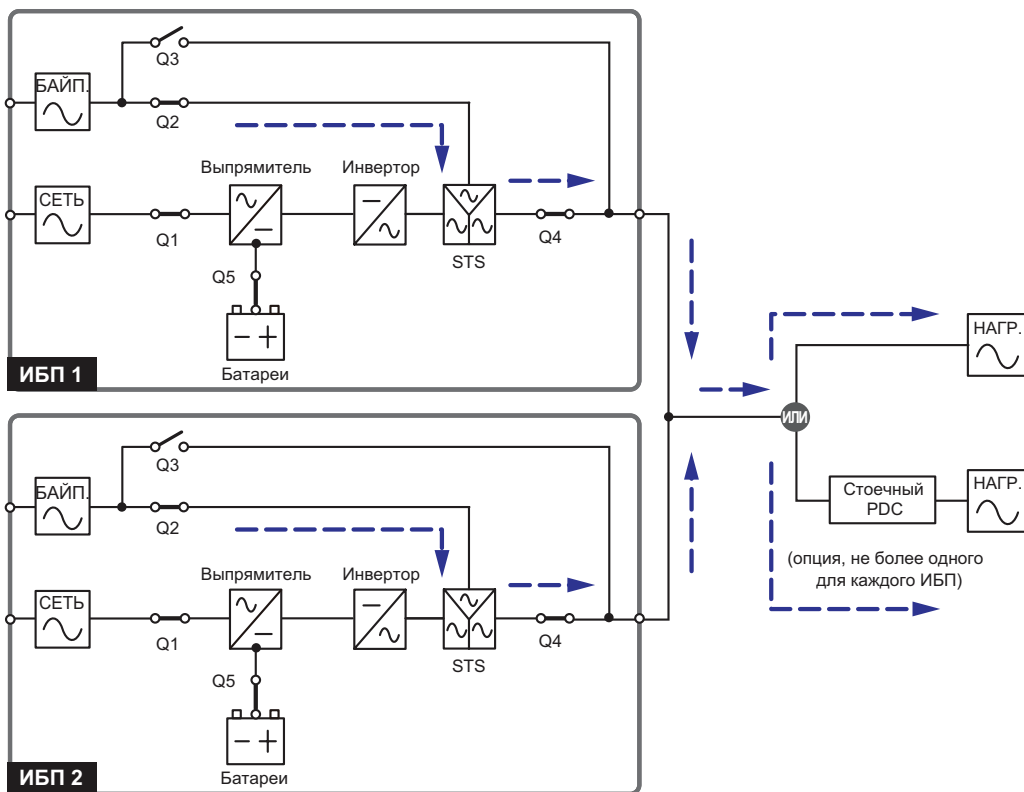 Q3
БАЙП.
Q2
Выпрямитель
Инвертор
СЕТЬ
Q1
Q4
STS
Q5
Батареи
ИБП 1
НАГР.
ИЛИ
Q3
БАЙП.
Q2
Стоечный
PDC
НАГР.
(опция, не более одного
для каждого ИБП)
Выпрямитель
Инвертор
СЕТЬ
Q1
Q4
STS
Q5
Батареи
ИБП 2